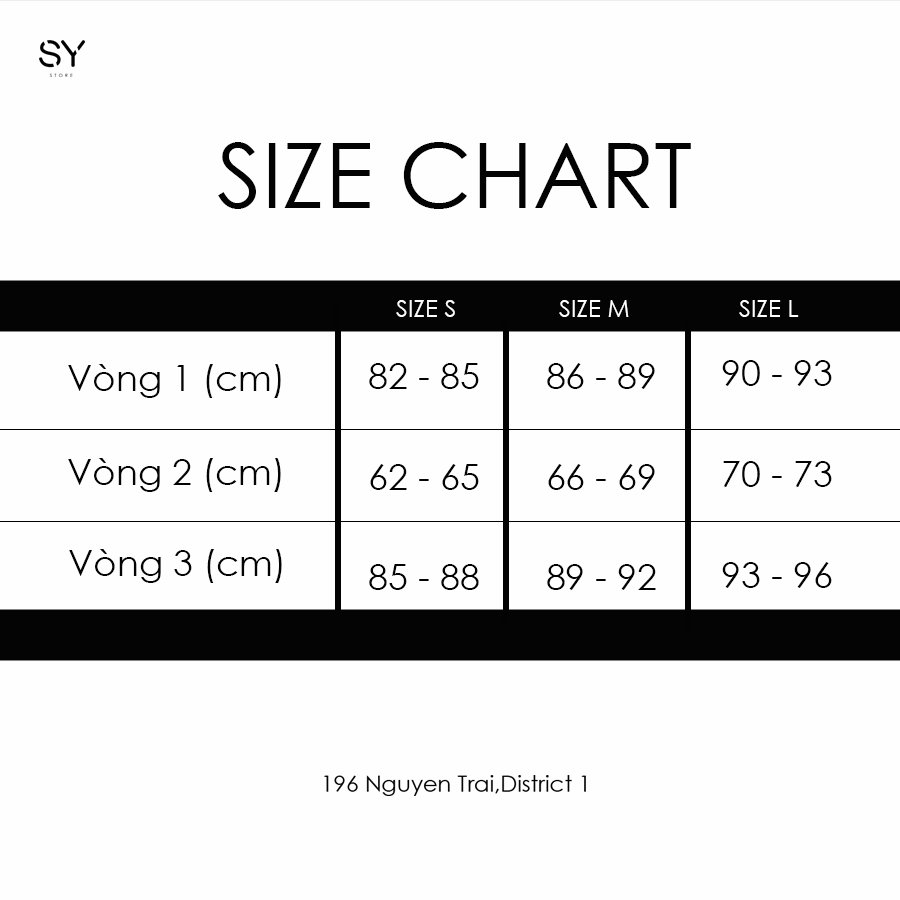 SY
STORE
SIZE CHART
SIZE S SIZE M SIZE L
Vòng 1 (cm) 82 - 85 86 - 89 90 - 93
Vòng 2 (cm) 62 - 65 66 - 69 70 - 73
Vòng 3 (cm) 85 - 88 89 - 92 93 - 96
196 Nguyen Trai,District 1